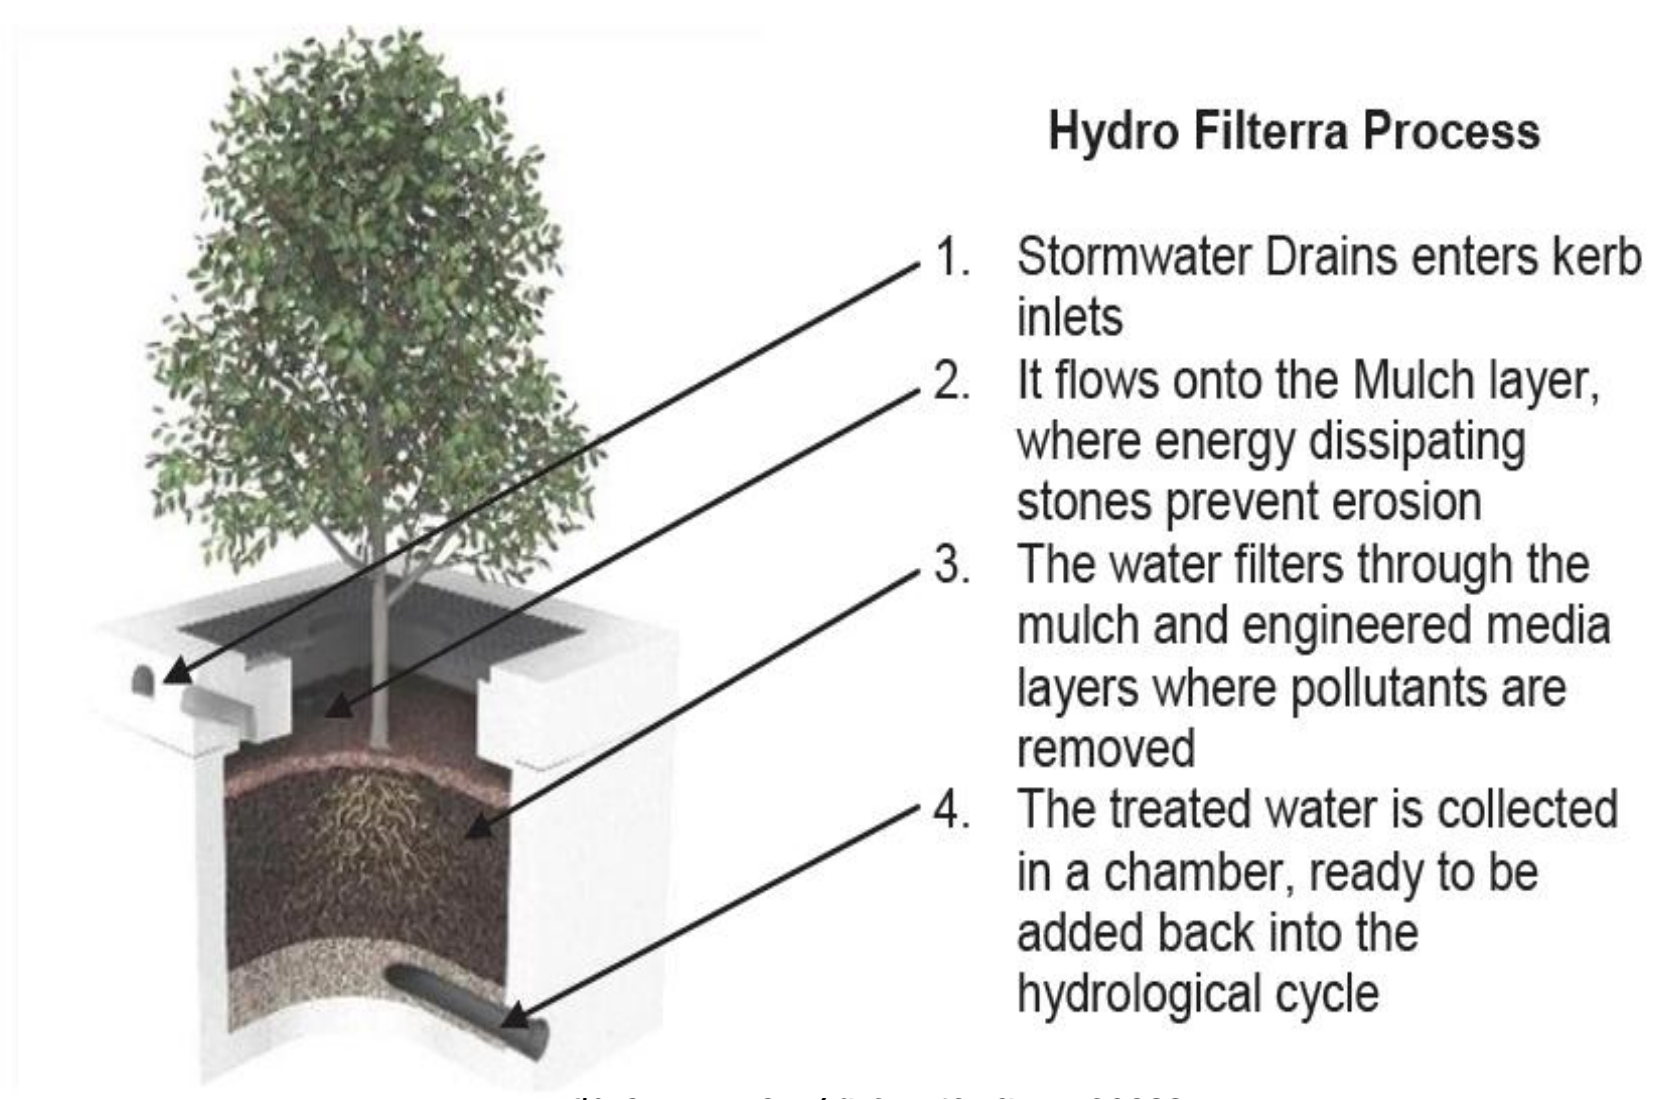 Hydro Filterra Process
1. Stormwater Drains enters kerb
inlets
2. It flows onto the Mulch layer,
where energy dissipating
stones prevent erosion
3. The water filters through the
mulch and engineered media
layers where pollutants are
removed
4. The treated water is collected
in a chamber, ready to be
added back into the
hydrological cycle